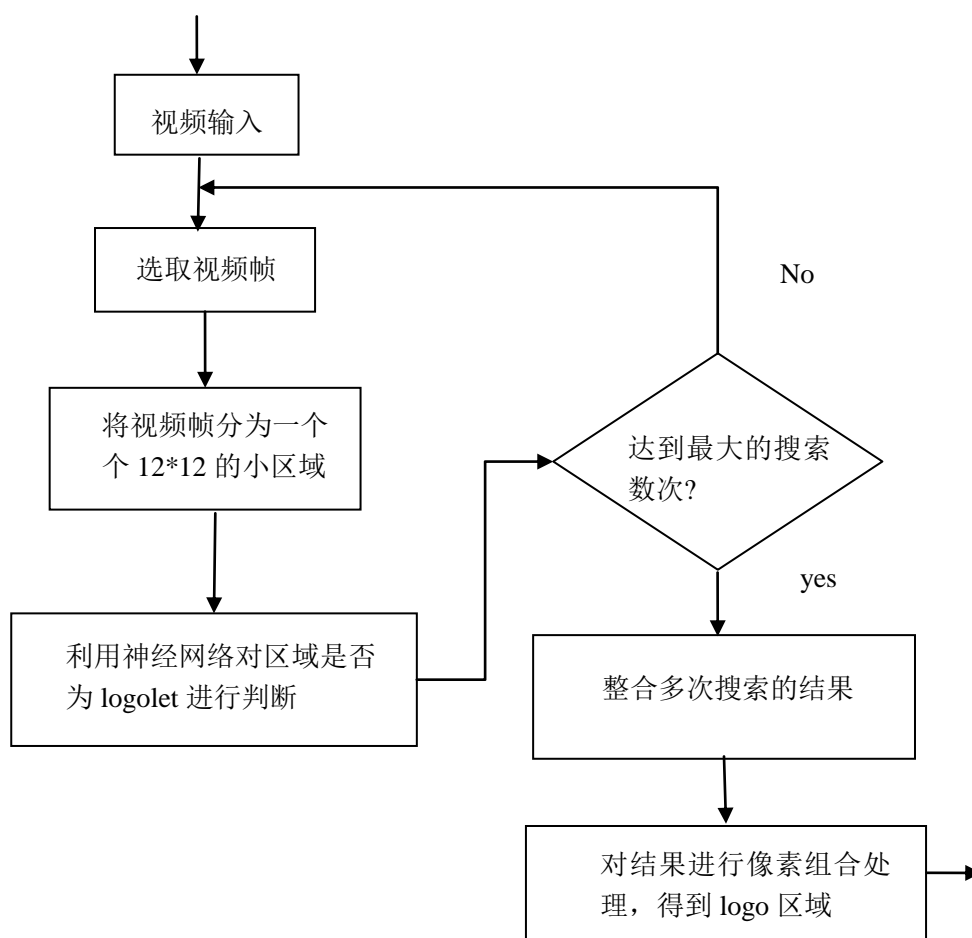 视频输入
选取视频帧
No
将视频帧分为一个
个 12*12 的小区域
达到最大的搜索
数次?
yes
利用神经网络对区域是否
为 logolet 进行判断
整合多次搜索的结果
对结果进行像素组合处
理，得到 logo 区域